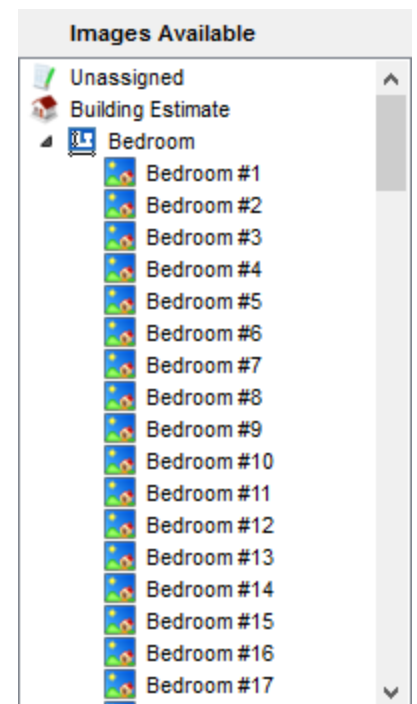 Images Available
Unassigned
Building Estimate
Bedroom
Bedroom #1
Bedroom #2
Bedroom #3
Bedroom #4
Bedroom #5
Bedroom #6
Bedroom #7
Bedroom #8
Bedroom #9
Bedroom #10
Bedroom #11
Bedroom #12
Bedroom #13
Bedroom #14
Bedroom #15
Bedroom #16
Bedroom #17